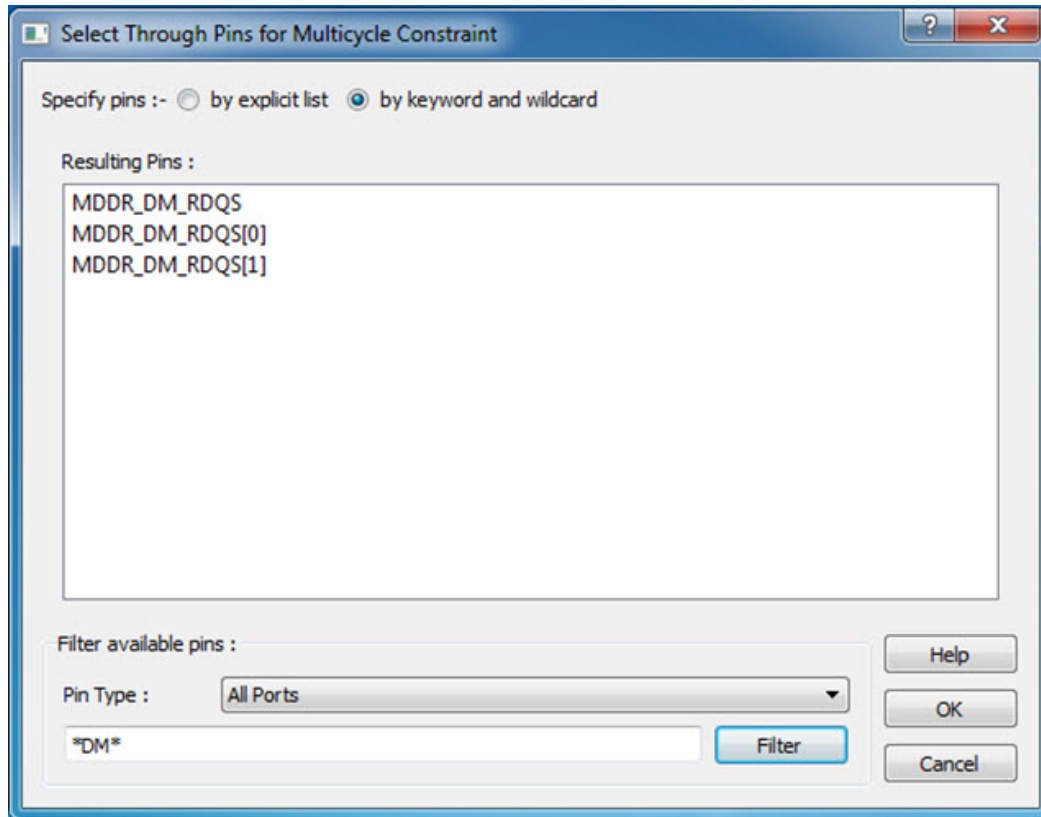 Select Through Pins for Multicycle Constraint
?
X
Specify pins :- by explicit list by keyword and wildcard
Resulting Pins :
MDDR_DM_RDQS
MDDR_DM_RDQS[0]
MDDR_DM_RDQS[1]
Filter available pins :
Pin Type : All Ports
*DM* Filter
Help
OK
Cancel